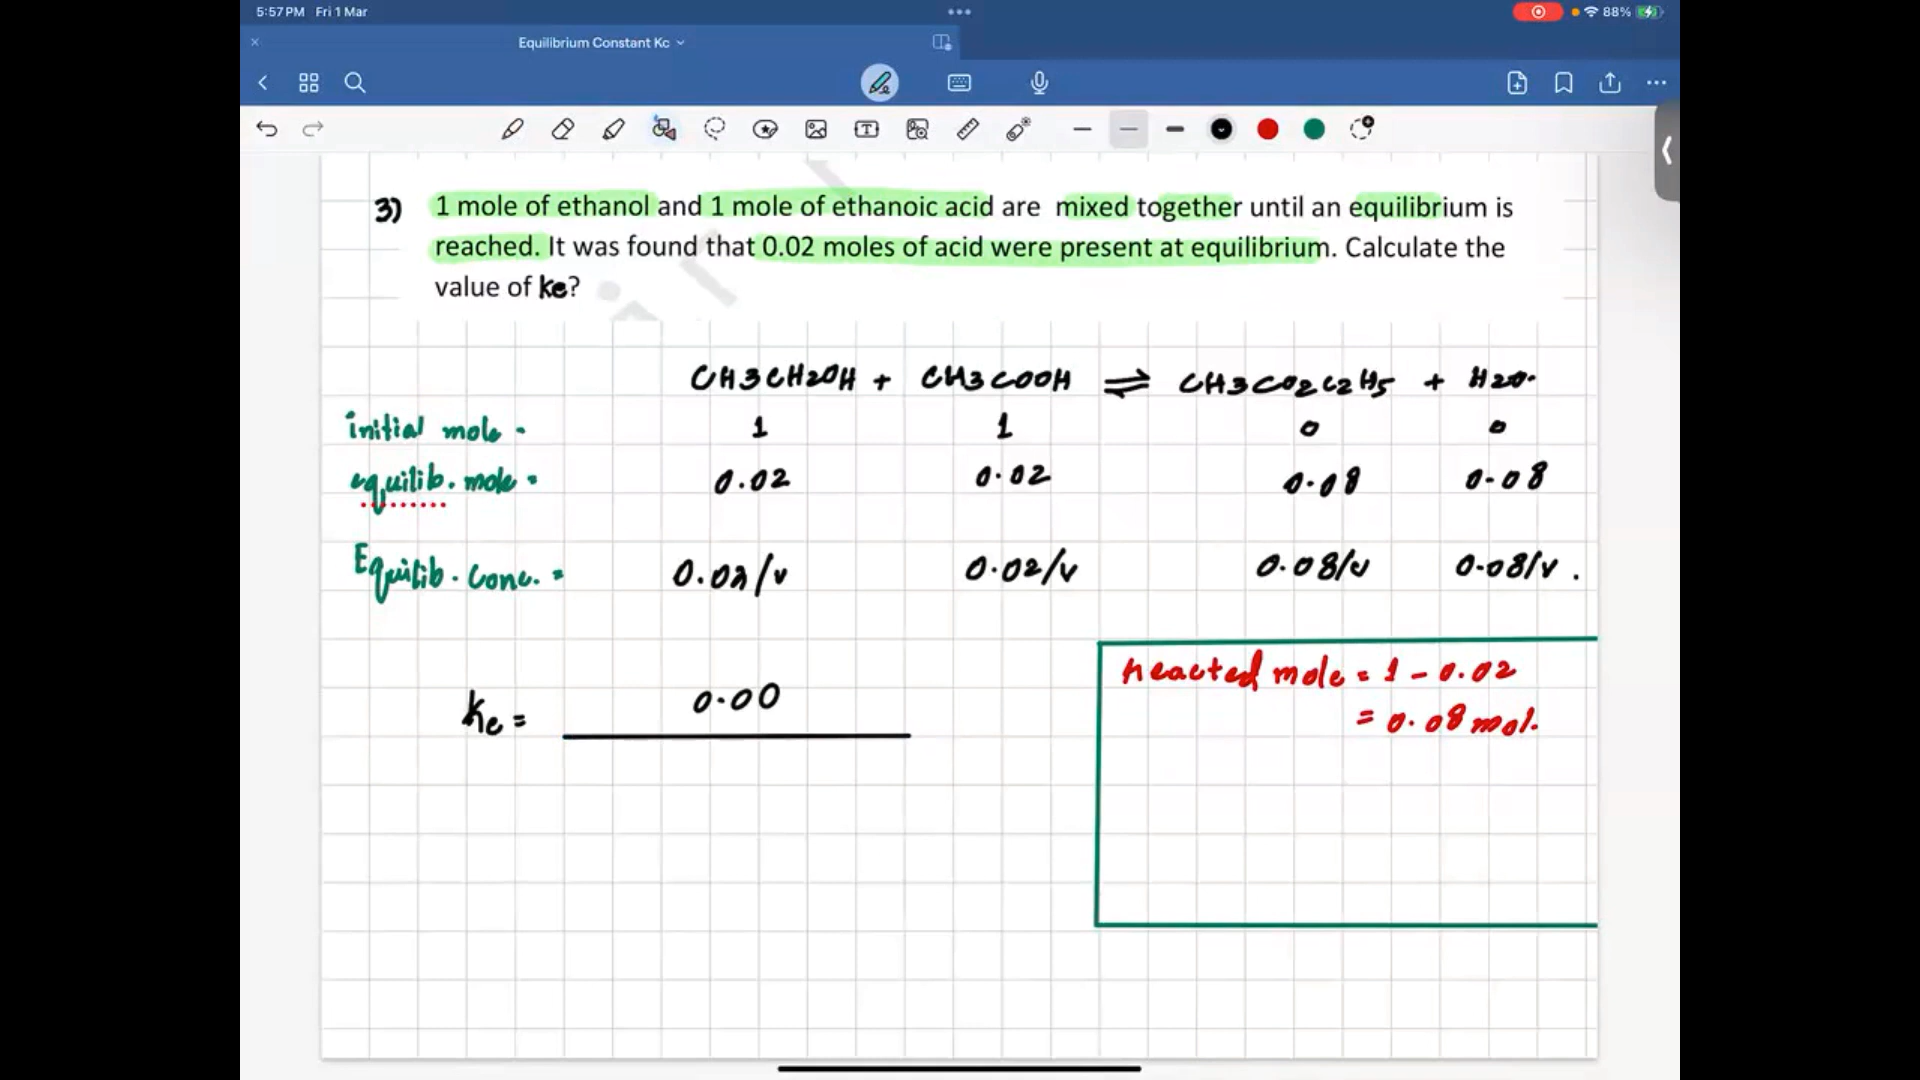 5:57 PM Fri 1 Mar
88%
Equilibrium Constant Kc
3) 1 mole of ethanol and 1 mole of ethanoic acid are mixed together until an equilibrium is
reached. It was found that 0.02 moles of acid were present at equilibrium. Calculate the
value of kc?
CH3CH2OH + CH3COOH ⇌ CH3CO2C2H5 + H2O.
initial mole - 1 1 0 0
equilib. mole = 0.02 0.02 0.08 0.08
Equilib. Conc. = 0.02/v 0.02/v 0.08/v 0.08/v.
Kc = 0.00
Reacted mole = 1 - 0.02
= 0.08 mol.